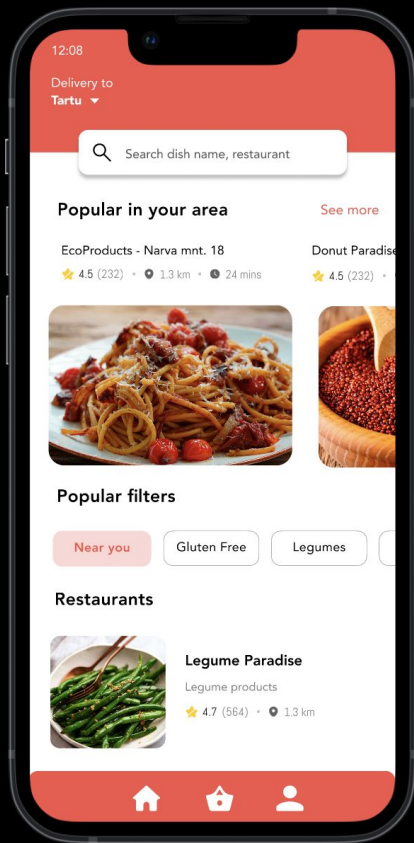 12:08
Delivery to
Tartu
Search dish name, restaurant
Popular in your area See more
EcoProducts - Narva mnt. 18
4.5 (232) • 1.3 km • 24 mins
Donut Paradise
4.5 (232) •
Popular filters
Near you Gluten Free Legumes
Restaurants
Legume Paradise
Legume products
4.7 (564) • 1.3 km